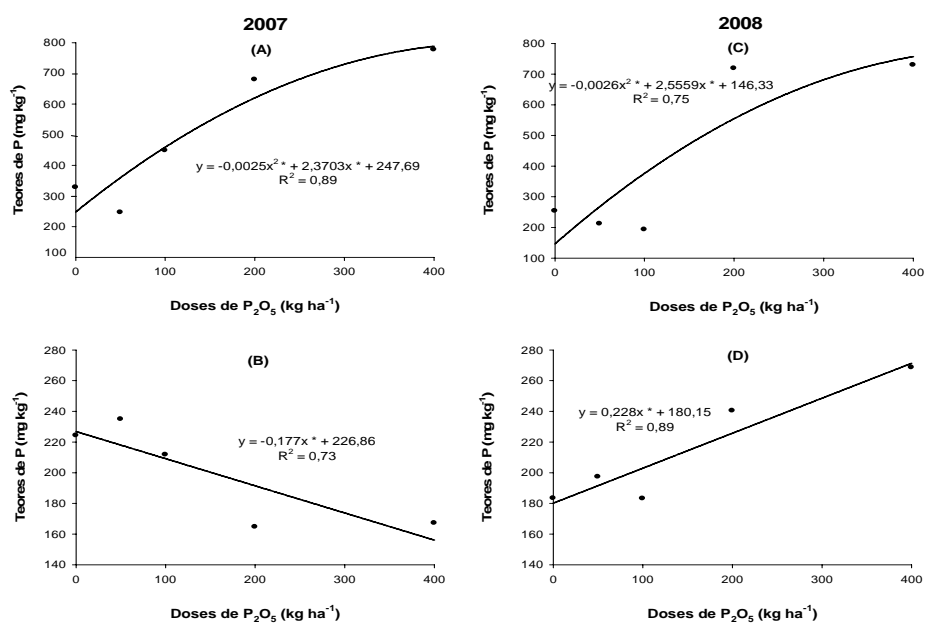 2007
2008
(A)
(C)
800
700
600
500
400
300
200
100
0
100
200
300
400
Teores de P (mg kg⁻¹)
Doses de P₂O₅ (kg ha⁻¹)
y = -0,0025x² * + 2,3703x * + 247,69
R² = 0,89
800
700
600
500
400
300
200
100
0
100
200
300
400
Teores de P (mg kg⁻¹)
Doses de P₂O₅ (kg ha⁻¹)
y = -0,0026x² * + 2,5559x * + 146,33
R² = 0,75
(B)
280
260
240
220
200
180
160
140
0
100
200
300
400
Teores de P (mg kg⁻¹)
Doses de P₂O₅ (kg ha⁻¹)
y = -0,177x * + 226,86
R² = 0,73
(D)
280
260
240
220
200
180
160
140
0
100
200
300
400
Teores de P (mg kg⁻¹)
Doses de P₂O₅ (kg ha⁻¹)
y = 0,228x * + 180,15
R² = 0,89